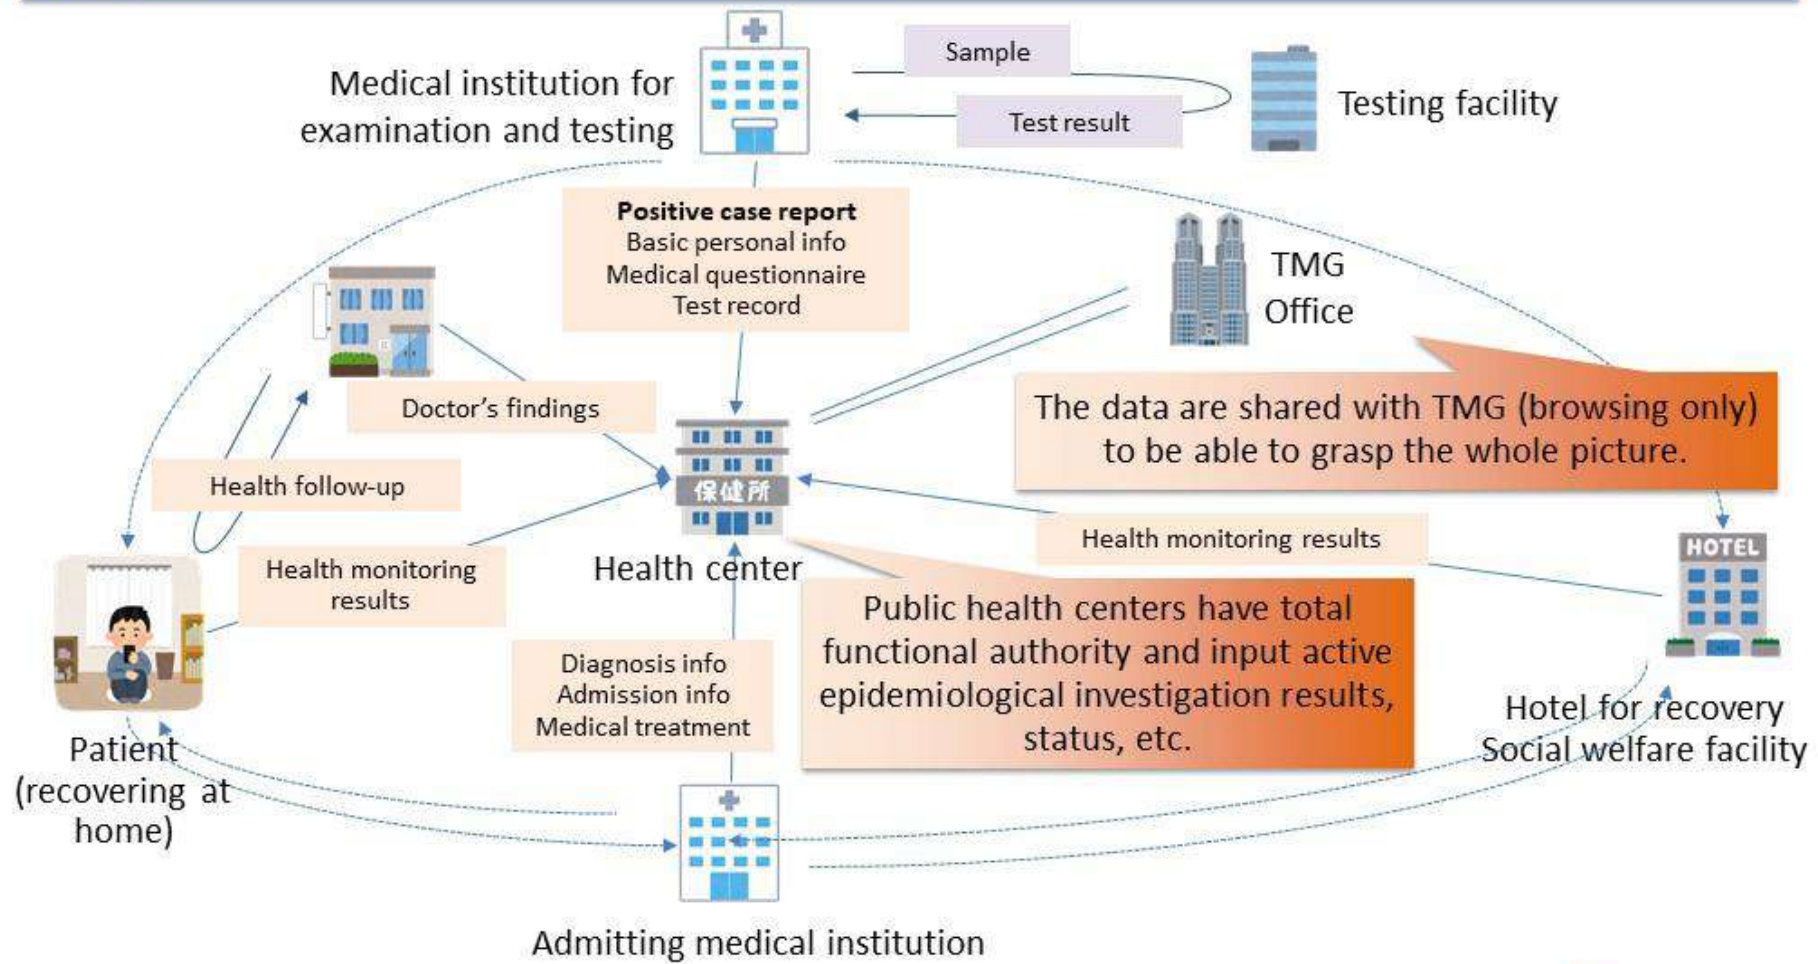 Sample
Medical institution for
examination and testing
Test result
Testing facility
Positive case report
Basic personal info
Medical questionnaire
Test record
TMG
Office
Doctor's findings
The data are shared with TMG (browsing only)
to be able to grasp the whole picture.
Health follow-up
保健所
Health center
Health monitoring results
HOTEL
Health monitoring
results
Public health centers have total
functional authority and input active
epidemiological investigation results,
status, etc.
Diagnosis info
Admission info
Medical treatment
Hotel for recovery
Social welfare facility
Patient
(recovering at
home)
Admitting medical institution